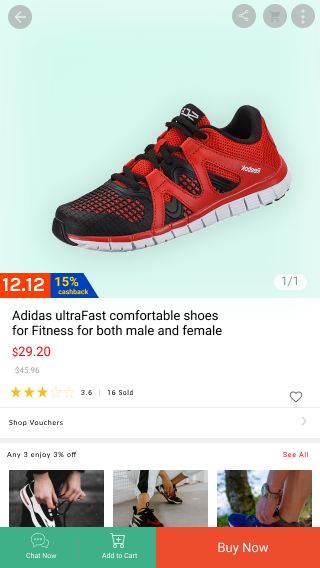 SOS
Reebok
1/1
12.12
15%
cashback
Adidas ultraFast comfortable shoes
for Fitness for both male and female
$29.20
$45.96
3.6 | 16 Sold
Shop Vouchers
Any 3 enjoy 3% off See All
Chat Now
Add to Cart
Buy Now